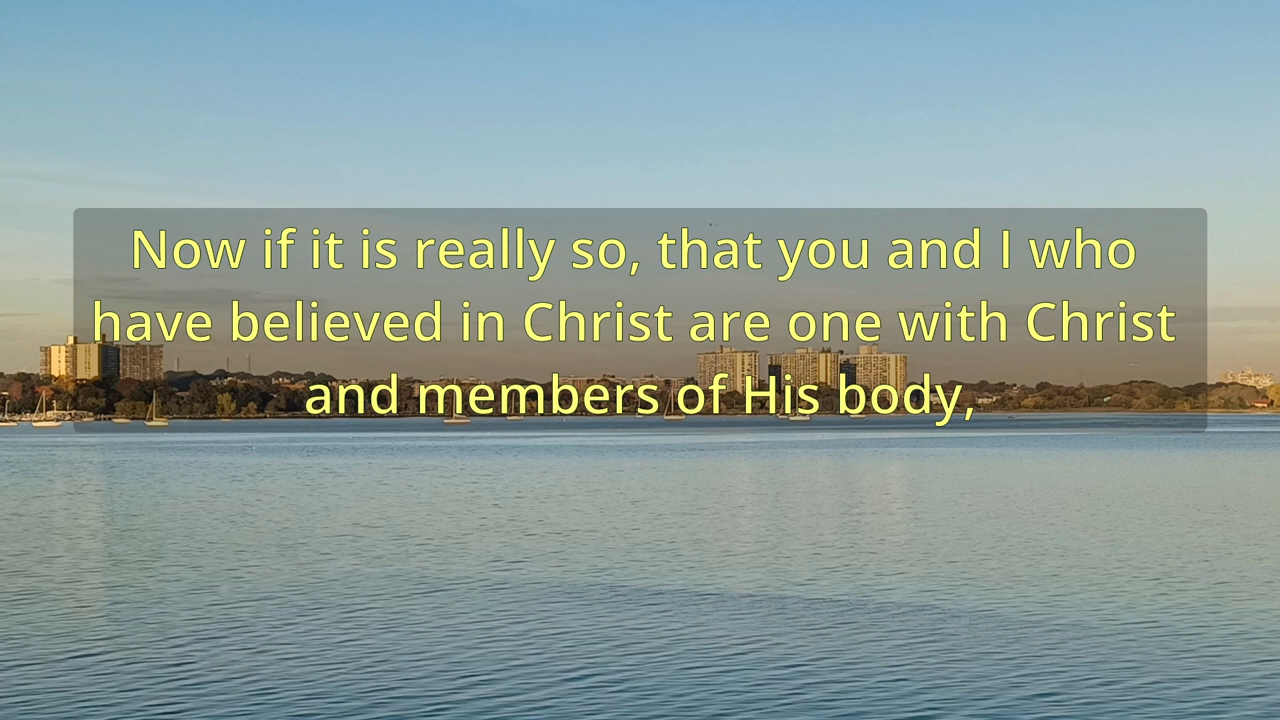 Now if it is really so, that you and I who
have believed in Christ are one with Christ
and members of His body,